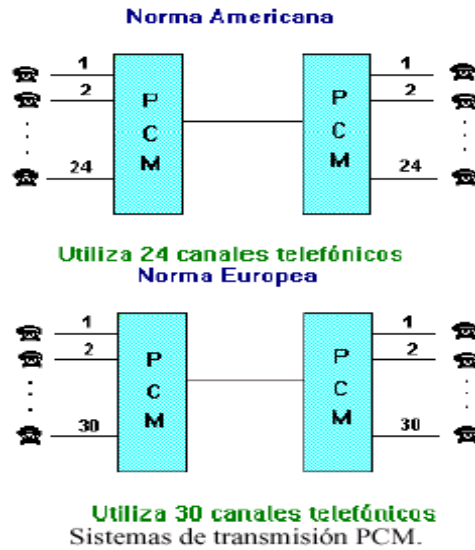 Norma Americana
1 1
2 2
P P
C C
M M
24 24
Utiliza 24 canales telefónicos
Norma Europea
1 1
2 2
P P
C C
M M
30 30
Utiliza 30 canales telefónicos
Sistemas de transmisión PCM.